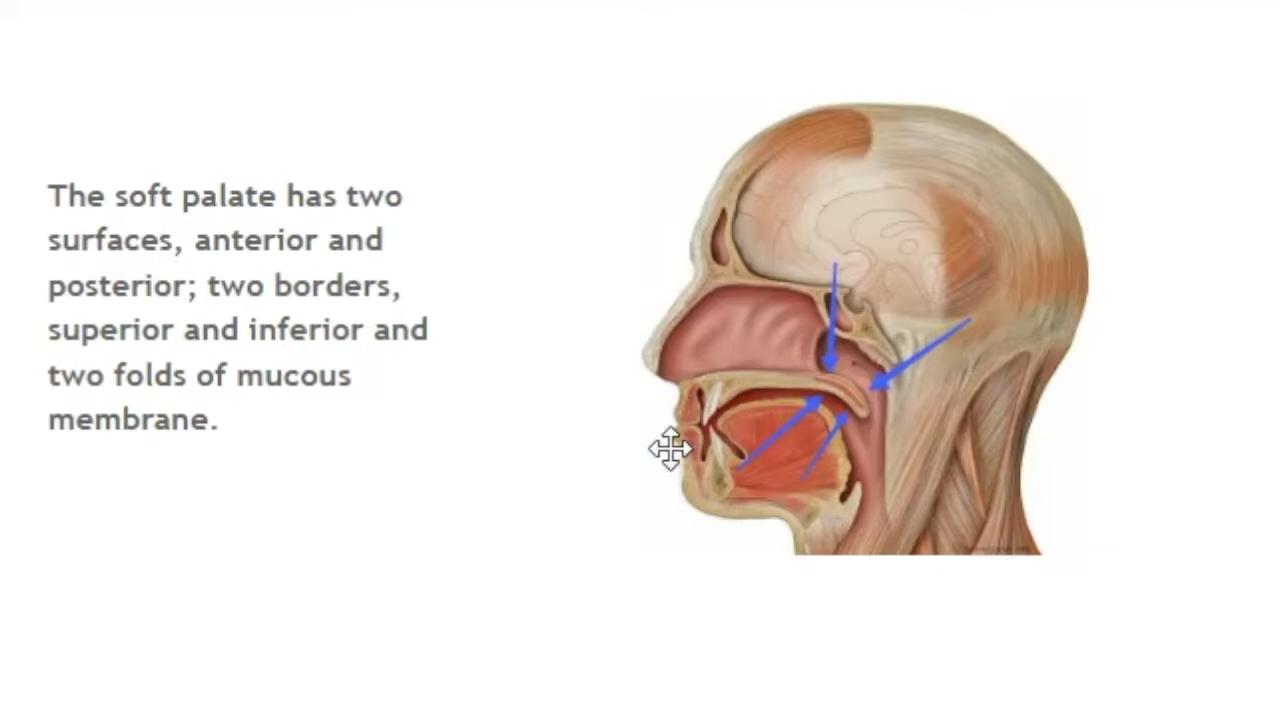 The soft palate has two
surfaces, anterior and
posterior; two borders,
superior and inferior and
two folds of mucous
membrane.